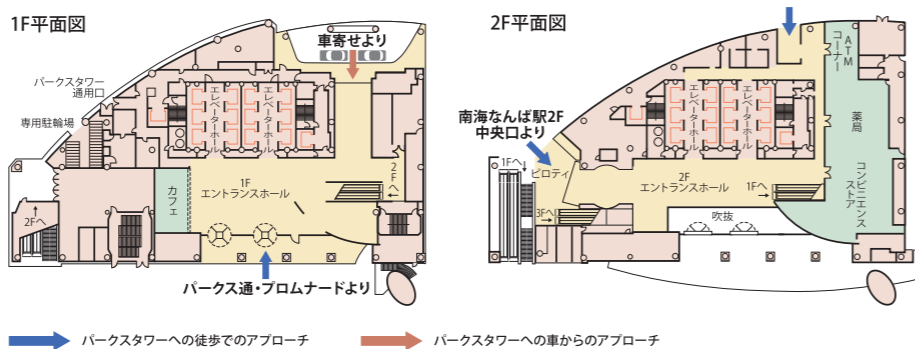 1F平面図
車寄せより
パークスタワー
通用口
専用駐輪場
エレベーターホール
エレベーターホール
2Fへ
カフェ
1F
エントランスホール
2Fへ
パークス通・プロムナードより
2F平面図
ATM
コーナー
南海なんば駅2F
中央口より
エレベーターホール
エレベーターホール
薬局
1Fへ
ピロティ
2F
エントランスホール
1Fへ
コンビニエンス
ストア
3Fへ
吹抜
パークスタワーへの徒歩でのアプローチ
パークスタワーへの車からのアプローチ